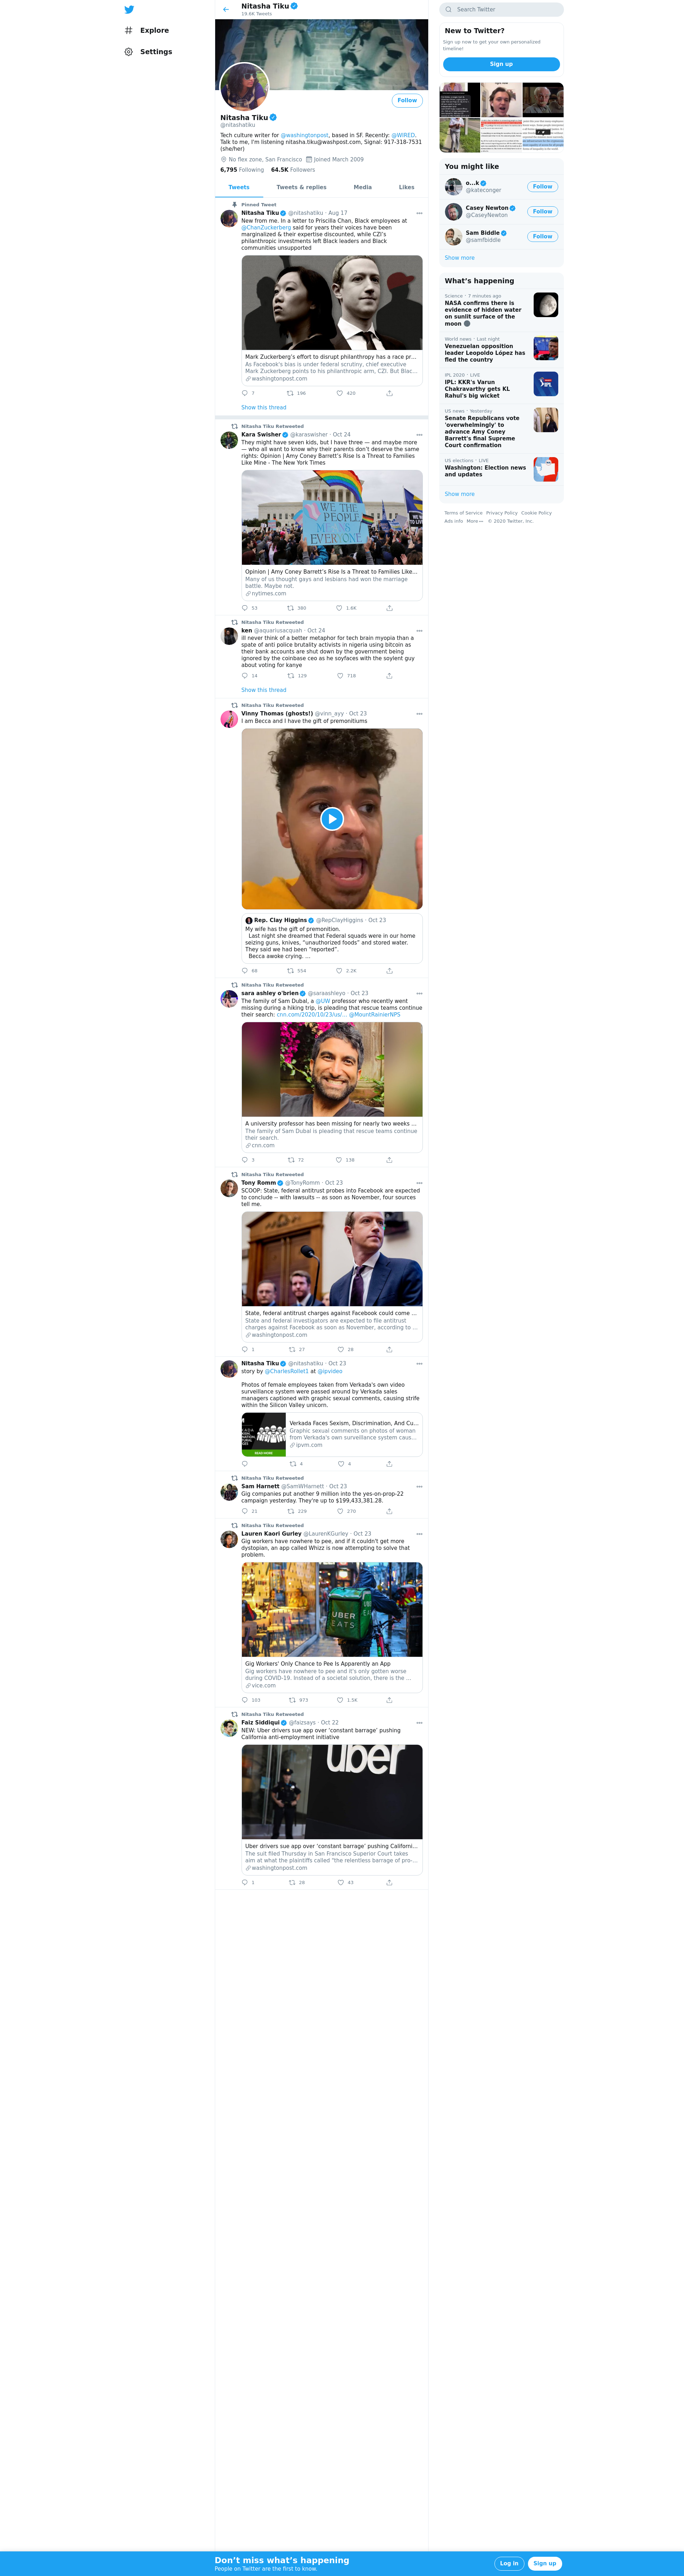 Explore
Settings
Nitasha Tiku
19.8K Tweets
Follow
Nitasha Tiku
@nitashatiku
Tech culture writer for @washingtonpost, based in SF. Recently: @WIRED.
Talk to me, I'm listening nitasha.tiku@washpost.com, Signal: 917-318-7531
(she/her)
No flex zone, San Francisco Joined March 2009
6,795 Following 64.5K Followers
Tweets Tweets & replies Media Likes
Pinned Tweet
Nitasha Tiku @nitashatiku · Aug 17
New from me. In a letter to Priscilla Chan, Black employees at
@ChanZuckerberg said for years their voices have been
marginalized & their expertise discounted, while CZI's
philanthropic investments left Black leaders and Black
communities unsupported
Mark Zuckerberg's effort to disrupt philanthropy has a race pr...
As Facebook's bias is under federal scrutiny, chief executive
Mark Zuckerberg points to his philanthropic arm, CZI. But Blac...
washingtonpost.com
7 196 420
Show this thread
Nitasha Tiku Retweeted
Kara Swisher @karaswisher · Oct 24
They might have seven kids, but I have three — and maybe more
— who all want to know why their parents don't deserve the same
rights: Opinion | Amy Coney Barrett's Rise Is a Threat to Families
Like Mine - The New York Times
WE THE
PEOPLE
MEANS
EVERYONE
Opinion | Amy Coney Barrett's Rise Is a Threat to Families Like...
Many of us thought gays and lesbians had won the marriage
battle. Maybe not.
nytimes.com
53 380 1.6K
Nitasha Tiku Retweeted
ken @aquariusacquah · Oct 24
ill never think of a better metaphor for tech brain myopia than a
spate of anti police brutality activists in nigeria using bitcoin as
their bank accounts are shut down by the government being
ignored by the coinbase ceo as he soyfaces with the soylent guy
about voting for kanye
14 129 718
Show this thread
Nitasha Tiku Retweeted
Vinny Thomas (ghosts!) @vinn_ayy · Oct 23
I am Becca and I have the gift of premonitiums
Rep. Clay Higgins @RepClayHiggins · Oct 23
My wife has the gift of premonition.
Last night she dreamed that Federal squads were in our home
seizing guns, knives, "unauthorized foods" and stored water.
They said we had been "reported".
Becca awoke crying. ...
68 554 2.2K
Nitasha Tiku Retweeted
sara ashley o'brien @saraashleyo · Oct 23
The family of Sam Dubal, a @UW professor who recently went
missing during a hiking trip, is pleading that rescue teams continue
their search: cnn.com/2020/10/23/us/... @MountRainierNPS
A university professor has been missing for nearly two weeks ...
The family of Sam Dubal is pleading that rescue teams continue
their search.
cnn.com
3 72 138
Nitasha Tiku Retweeted
Tony Romm @TonyRomm · Oct 23
SCOOP: State, federal antitrust probes into Facebook are expected
to conclude -- with lawsuits -- as soon as November, four sources
tell me.
State, federal antitrust charges against Facebook could come ...
State and federal investigators are expected to file antitrust
charges against Facebook as soon as November, according to ...
washingtonpost.com
1 27 28
Nitasha Tiku @nitashatiku · Oct 23
story by @CharlesRollet1 at @ipvideo
Photos of female employees taken from Verkada's own video
surveillance system were passed around by Verkada sales
managers captioned with graphic sexual comments, causing strife
within the Silicon Valley unicorn.
READ MORE
Verkada Faces Sexism, Discrimination, And Cu...
Graphic sexual comments on photos of woman
from Verkada's own surveillance system caus...
ipvm.com
4 4
Nitasha Tiku Retweeted
Sam Harnett @SamWHarnett · Oct 23
Gig companies put another 9 million into the yes-on-prop-22
campaign yesterday. They're up to $199,433,381.28.
21 229 270
Nitasha Tiku Retweeted
Lauren Kaori Gurley @LaurenKGurley · Oct 23
Gig workers have nowhere to pee, and if it couldn't get more
dystopian, an app called Whizz is now attempting to solve that
problem.
UBER
EATS
Gig Workers' Only Chance to Pee Is Apparently an App
Gig workers have nowhere to pee and it's only gotten worse
during COVID-19. Instead of a societal solution, there is the ...
vice.com
103 973 1.5K
Nitasha Tiku Retweeted
Faiz Siddiqui @faizsays · Oct 22
NEW: Uber drivers sue app over 'constant barrage' pushing
California anti-employment initiative
uber
Uber drivers sue app over 'constant barrage' pushing Californi...
The suit filed Thursday in San Francisco Superior Court takes
aim at what the plaintiffs called "the relentless barrage of pro-...
washingtonpost.com
1 28 43
Search Twitter
New to Twitter?
Sign up now to get your own personalized
timeline!
Sign up
You might like
o...k
@kateconger
Follow
Casey Newton
@CaseyNewton
Follow
Sam Biddle
@samfbiddle
Follow
Show more
What's happening
Science · 7 minutes ago
NASA confirms there is
evidence of hidden water
on sunlit surface of the
moon
World news · Last night
Venezuelan opposition
leader Leopoldo López has
fled the country
IPL 2020 · LIVE
IPL: KKR's Varun
Chakravarthy gets KL
Rahul's big wicket
US news · Yesterday
Senate Republicans vote
'overwhelmingly' to
advance Amy Coney
Barrett's final Supreme
Court confirmation
US elections · LIVE
Washington: Election news
and updates
Show more
Terms of Service Privacy Policy Cookie Policy
Ads info More © 2020 Twitter, Inc.
Don't miss what's happening
People on Twitter are the first to know.
Log in Sign up